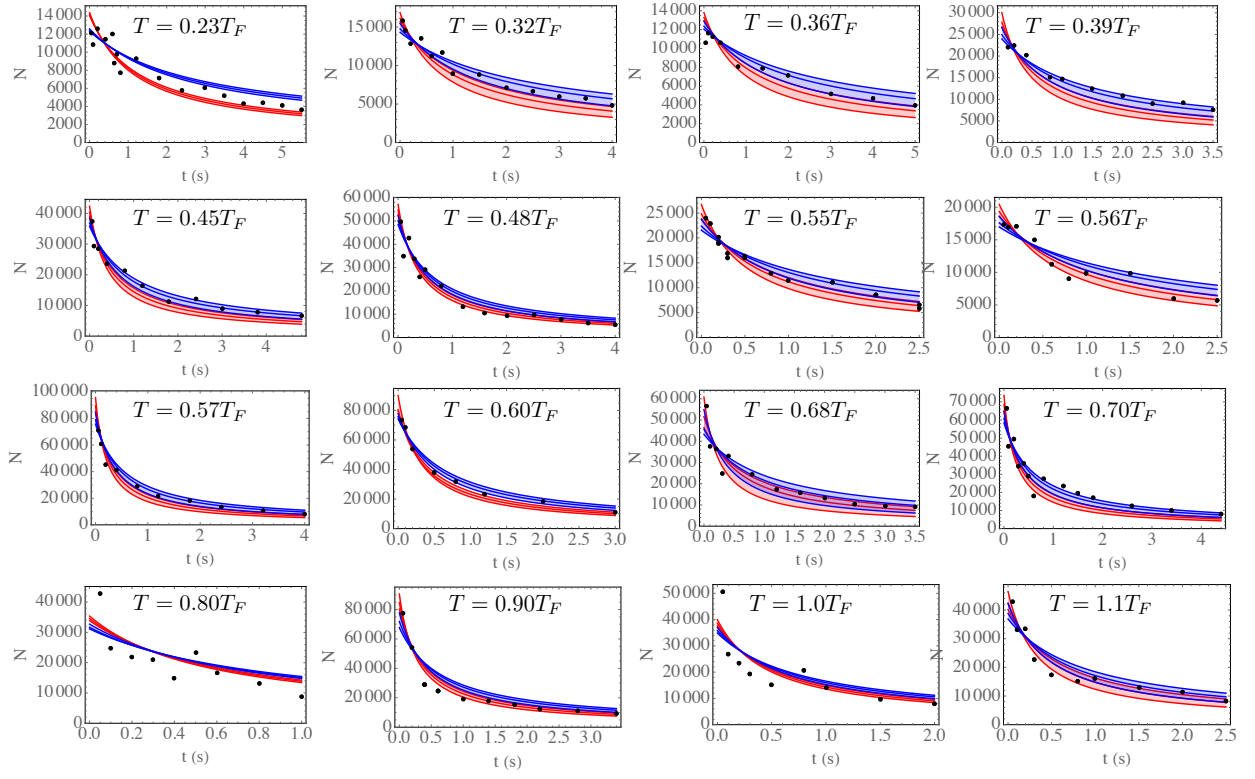 T = 0.23T_F
N
14000
12000
10000
8000
6000
4000
2000
0
0
1
2
3
4
5
t (s)
T = 0.32T_F
N
15000
10000
5000
0
0
1
2
3
4
t (s)
T = 0.36T_F
N
14000
12000
10000
8000
6000
4000
2000
0
0
1
2
3
4
5
t (s)
T = 0.39T_F
N
30000
25000
20000
15000
10000
5000
0
0.0 0.5 1.0 1.5 2.0 2.5 3.0 3.5
t (s)
T = 0.45T_F
N
40000
30000
20000
10000
0
0
1
2
3
4
t (s)
T = 0.48T_F
N
60000
50000
40000
30000
20000
10000
0
0
1
2
3
4
t (s)
T = 0.55T_F
N
25000
20000
15000
10000
5000
0
0.0 0.5 1.0 1.5 2.0 2.5
t (s)
T = 0.56T_F
N
20000
15000
10000
5000
0
0.0 0.5 1.0 1.5 2.0 2.5
t (s)
T = 0.57T_F
N
100000
80000
60000
40000
20000
0
0
1
2
3
4
t (s)
T = 0.60T_F
N
80000
60000
40000
20000
0
0.0 0.5 1.0 1.5 2.0 2.5 3.0
t (s)
T = 0.68T_F
N
60000
50000
40000
30000
20000
10000
0
0.0 0.5 1.0 1.5 2.0 2.5 3.0 3.5
t (s)
T = 0.70T_F
N
70000
60000
50000
40000
30000
20000
10000
0
0
1
2
3
4
t (s)
T = 0.80T_F
N
40000
30000
20000
10000
0
0.0 0.2 0.4 0.6 0.8 1.0
t (s)
T = 0.90T_F
N
80000
60000
40000
20000
0
0.0 0.5 1.0 1.5 2.0 2.5 3.0
t (s)
T = 1.0T_F
N
50000
40000
30000
20000
10000
0
0.0 0.5 1.0 1.5 2.0
t (s)
T = 1.1T_F
N
40000
30000
20000
10000
0
0.0 0.5 1.0 1.5 2.0 2.5
t (s)